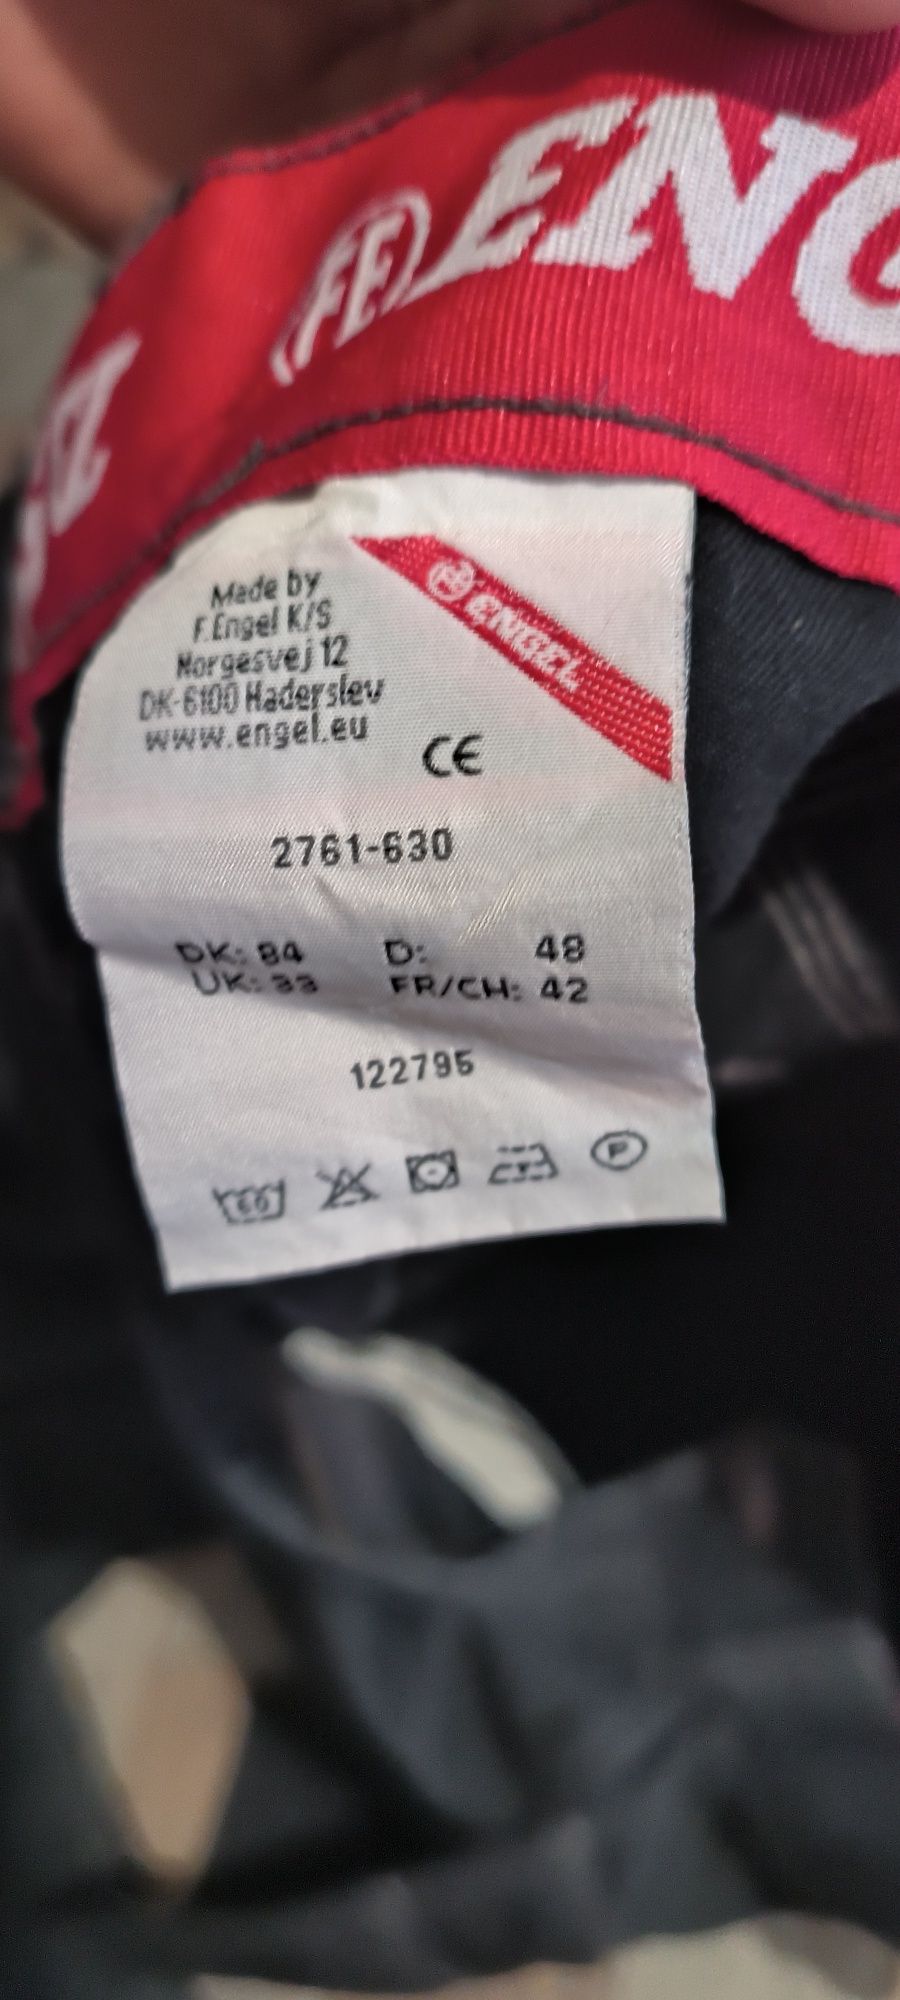 FE ENG
Made by
F.Engel K/S
Norgesvej 12
DK-6100 Haderslev
www.engel.eu
FE ENGEL
CE
2761-630
DK: 84 D: 48
UK: 33 FR/CH: 42
122795
60
P